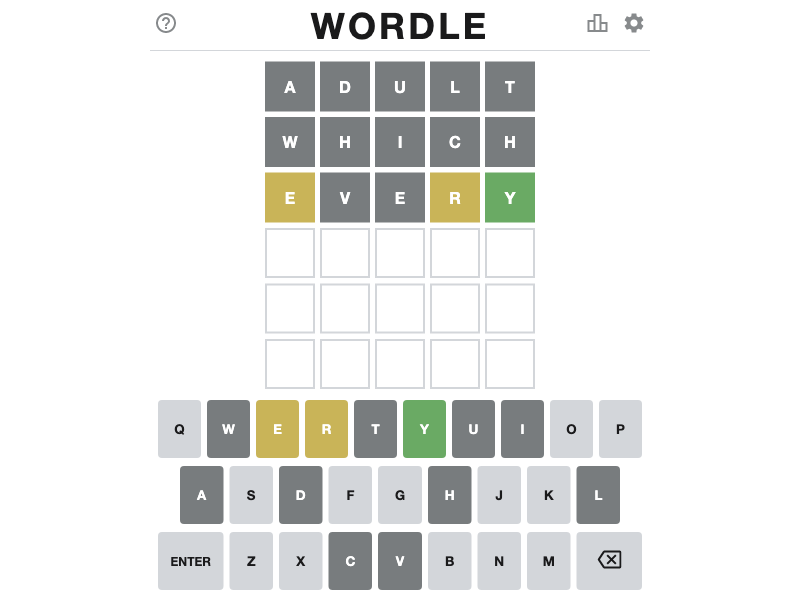 WORDLE
A D U L T
W H I C H
E V E R Y
Q W E R T Y U I O P
A S D F G H J K L
ENTER Z X C V B N M